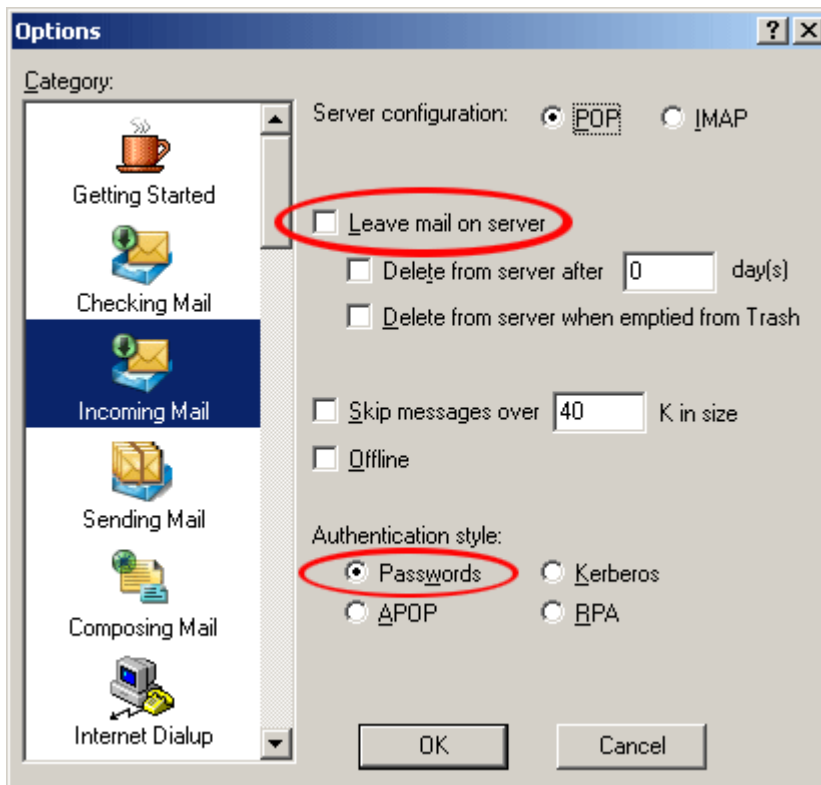 Options
Category:
Getting Started
Checking Mail
Incoming Mail
Sending Mail
Composing Mail
Internet Dialup
Server configuration: POP IMAP
Leave mail on server
Delete from server after 0 day(s)
Delete from server when emptied from Trash
Skip messages over 40 K in size
Offline
Authentication style:
Passwords Kerberos
APOP RPA
OK Cancel